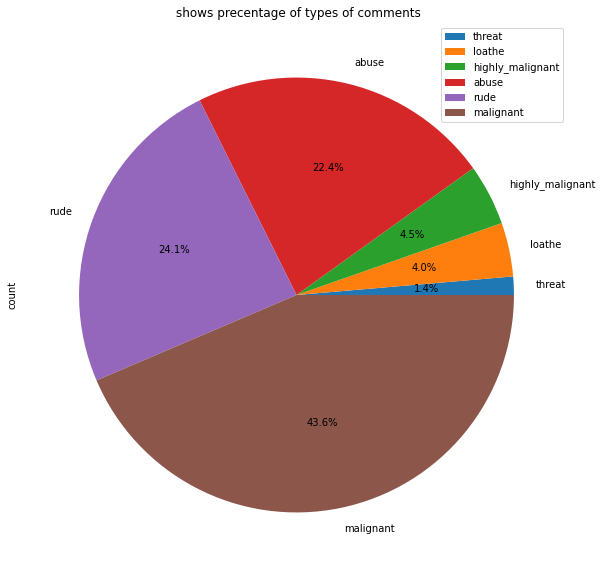 shows precentage of types of comments
threat
loathe
highly_malignant
abuse
rude
malignant
abuse
22.4%
highly_malignant
4.5%
rude
24.1%
loathe
4.0%
threat
1.4%
count
43.6%
malignant